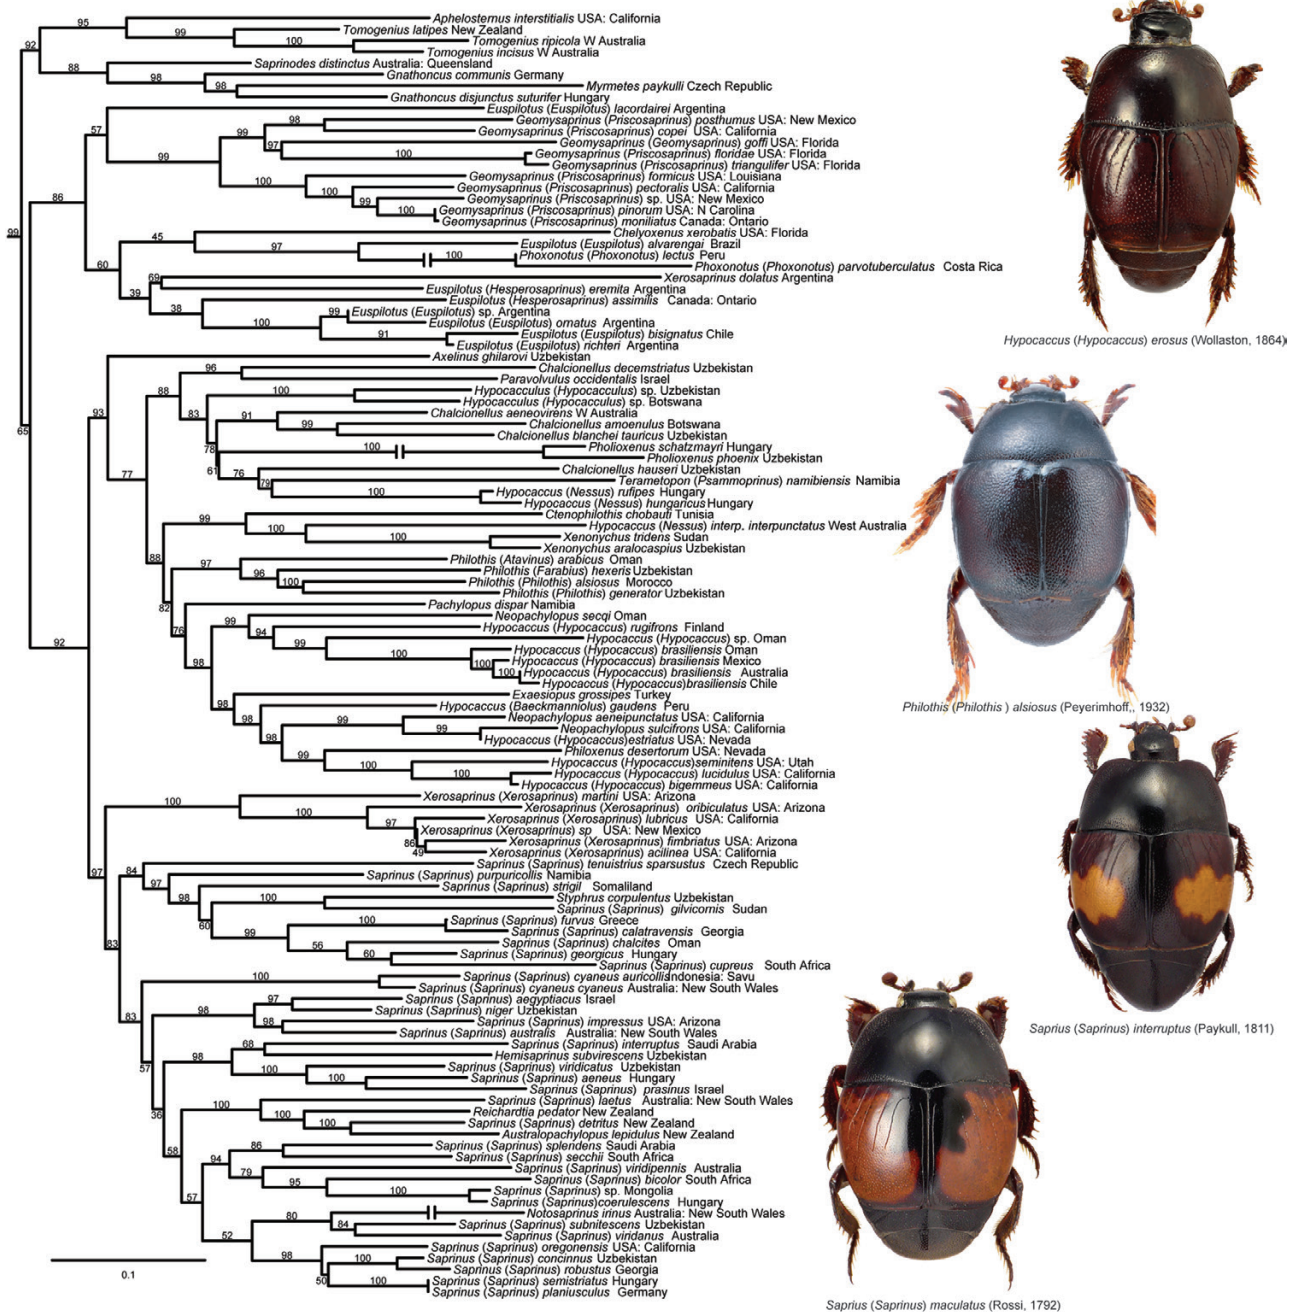 Aphelosternus interstitialis USA: California
Tomogenius latipes New Zealand
Tomogenius ripicola W Australia
Tomogenius incisus W Australia
Saprinodes distinctus Australia: Queensland
Gnathoncus communis Germany
Myrmetes paykulli Czech Republic
Gnathoncus disjunctus suturifer Hungary
Euspilotus (Euspilotus) lacordairei Argentina
Geomysaprinus (Priscosaprinus) posthumus USA: New Mexico
Geomysaprinus (Priscosaprinus) copei USA: California
Geomysaprinus (Geomysaprinus) goffi USA: Florida
Geomysaprinus (Priscosaprinus) floridae USA: Florida
Geomysaprinus (Priscosaprinus) triangulifer USA: Florida
Geomysaprinus (Priscosaprinus) formicus USA: Louisiana
Geomysaprinus (Priscosaprinus) pectoralis USA: California
Geomysaprinus (Priscosaprinus) sp. USA: New Mexico
Geomysaprinus (Priscosaprinus) pinorum USA: N Carolina
Geomysaprinus (Priscosaprinus) moniliatus Canada: Ontario
Chelyoxenus xerobatis USA: Florida
Euspilotus (Euspilotus) alvarengai Brazil
Phoxonotus (Phoxonotus) lectus Peru
Phoxonotus (Phoxonotus) parvotuberculatus Costa Rica
Xerosaprinus dolatus Argentina
Euspilotus (Hesperosaprinus) eremita Argentina
Euspilotus (Hesperosaprinus) assimilis Canada: Ontario
Euspilotus (Euspilotus) sp. Argentina
Euspilotus (Euspilotus) ornatus Argentina
Euspilotus (Euspilotus) bisignatus Chile
Euspilotus (Euspilotus) richteri Argentina
Axelinus ghilarovi Uzbekistan
Chalcionellus decemstriatus Uzbekistan
Paravolvulus occidentalis Israel
Hypocacculus (Hypocacculus) sp. Uzbekistan
Hypocacculus (Hypocacculus) sp. Botswana
Chalcionellus aeneovirens W Australia
Chalcionellus amoenulus Botswana
Chalcionellus blanchei tauricus Uzbekistan
Pholioxenus schatzmayri Hungary
Pholioxenus phoenix Uzbekistan
Chalcionellus hauseri Uzbekistan
Terametopon (Psammoprinus) namibiensis Namibia
Hypocaccus (Nessus) rufipes Hungary
Hypocaccus (Nessus) hungaricus Hungary
Ctenophilothis chobauti Tunisia
Hypocaccus (Nessus) interp. interpunctatus West Australia
Xenonychus tridens Sudan
Xenonychus aralocaspius Uzbekistan
Philothis (Atavinus) arabicus Oman
Philothis (Farabius) hexeris Uzbekistan
Philothis (Philothis) alsiosus Morocco
Philothis (Philothis) generator Uzbekistan
Pachylopus dispar Namibia
Neopachylopus secqi Oman
Hypocaccus (Hypocaccus) rugifrons Finland
Hypocaccus (Hypocaccus) sp. Oman
Hypocaccus (Hypocaccus) brasiliensis Oman
Hypocaccus (Hypocaccus) brasiliensis Mexico
Hypocaccus (Hypocaccus) brasiliensis Australia
Hypocaccus (Hypocaccus)brasiliensis Chile
Exaesiopus grossipes Turkey
Hypocaccus (Baeckmanniolus) gaudens Peru
Neopachylopus aeneipunctatus USA: California
Neopachylopus sulcifrons USA: California
Hypocaccus (Hypocaccus)estriatus USA: Nevada
Philoxenus desertorum USA: Nevada
Hypocaccus (Hypocaccus)seminitens USA: Utah
Hypocaccus (Hypocaccus) lucidulus USA: California
Hypocaccus (Hypocaccus) bigemmeus USA: California
Xerosaprinus (Xerosaprinus) martini USA: Arizona
Xerosaprinus (Xerosaprinus) oribiculatus USA: Arizona
Xerosaprinus (Xerosaprinus) lubricus USA: California
Xerosaprinus (Xerosaprinus) sp USA: New Mexico
Xerosaprinus (Xerosaprinus) fimbriatus USA: Arizona
Xerosaprinus (Xerosaprinus) acilinea USA: California
Saprinus (Saprinus) tenuistrius sparsustus Czech Republic
Saprinus (Saprinus) purpuricollis Namibia
Saprinus (Saprinus) strigil Somaliland
Styphrus corpulentus Uzbekistan
Saprinus (Saprinus) gilvicornis Sudan
Saprinus (Saprinus) furvus Greece
Saprinus (Saprinus) calatravensis Georgia
Saprinus (Saprinus) chalcites Oman
Saprinus (Saprinus) georgicus Hungary
Saprinus (Saprinus) cupreus South Africa
Saprinus (Saprinus) cyaneus auricollisIndonesia: Savu
Saprinus (Saprinus) cyaneus cyaneus Australia: New South Wales
Saprinus (Saprinus) aegyptiacus Israel
Saprinus (Saprinus) niger Uzbekistan
Saprinus (Saprinus) impressus USA: Arizona
Saprinus (Saprinus) australis Australia: New South Wales
Saprinus (Saprinus) interruptus Saudi Arabia
Hemisaprinus subvirescens Uzbekistan
Saprinus (Saprinus) viridicatus Uzbekistan
Saprinus (Saprinus) aeneus Hungary
Saprinus (Saprinus) prasinus Israel
Saprinus (Saprinus) laetus Australia: New South Wales
Reichardtia pedator New Zealand
Saprinus (Saprinus) detritus New Zealand
Australopachylopus lepidulus New Zealand
Saprinus (Saprinus) splendens Saudi Arabia
Saprinus (Saprinus) secchii South Africa
Saprinus (Saprinus) viridipennis Australia
Saprinus (Saprinus) bicolor South Africa
Saprinus (Saprinus) sp. Mongolia
Saprinus (Saprinus)coerulescens Hungary
Notosaprinus irinus Australia: New South Wales
Saprinus (Saprinus) subnitescens Uzbekistan
Saprinus (Saprinus) viridanus Australia
Saprinus (Saprinus) oregonensis USA: California
Saprinus (Saprinus) concinnus Uzbekistan
Saprinus (Saprinus) robustus Georgia
Saprinus (Saprinus) semistriatus Hungary
Saprinus (Saprinus) planiusculus Germany
0.1
Hypocaccus (Hypocaccus) erosus (Wollaston, 1864)
Philothis (Philothis ) alsiosus (Peyerimhoff,, 1932)
Saprius (Saprinus) interruptus (Paykull, 1811)
Saprius (Saprinus) maculatus (Rossi, 1792)